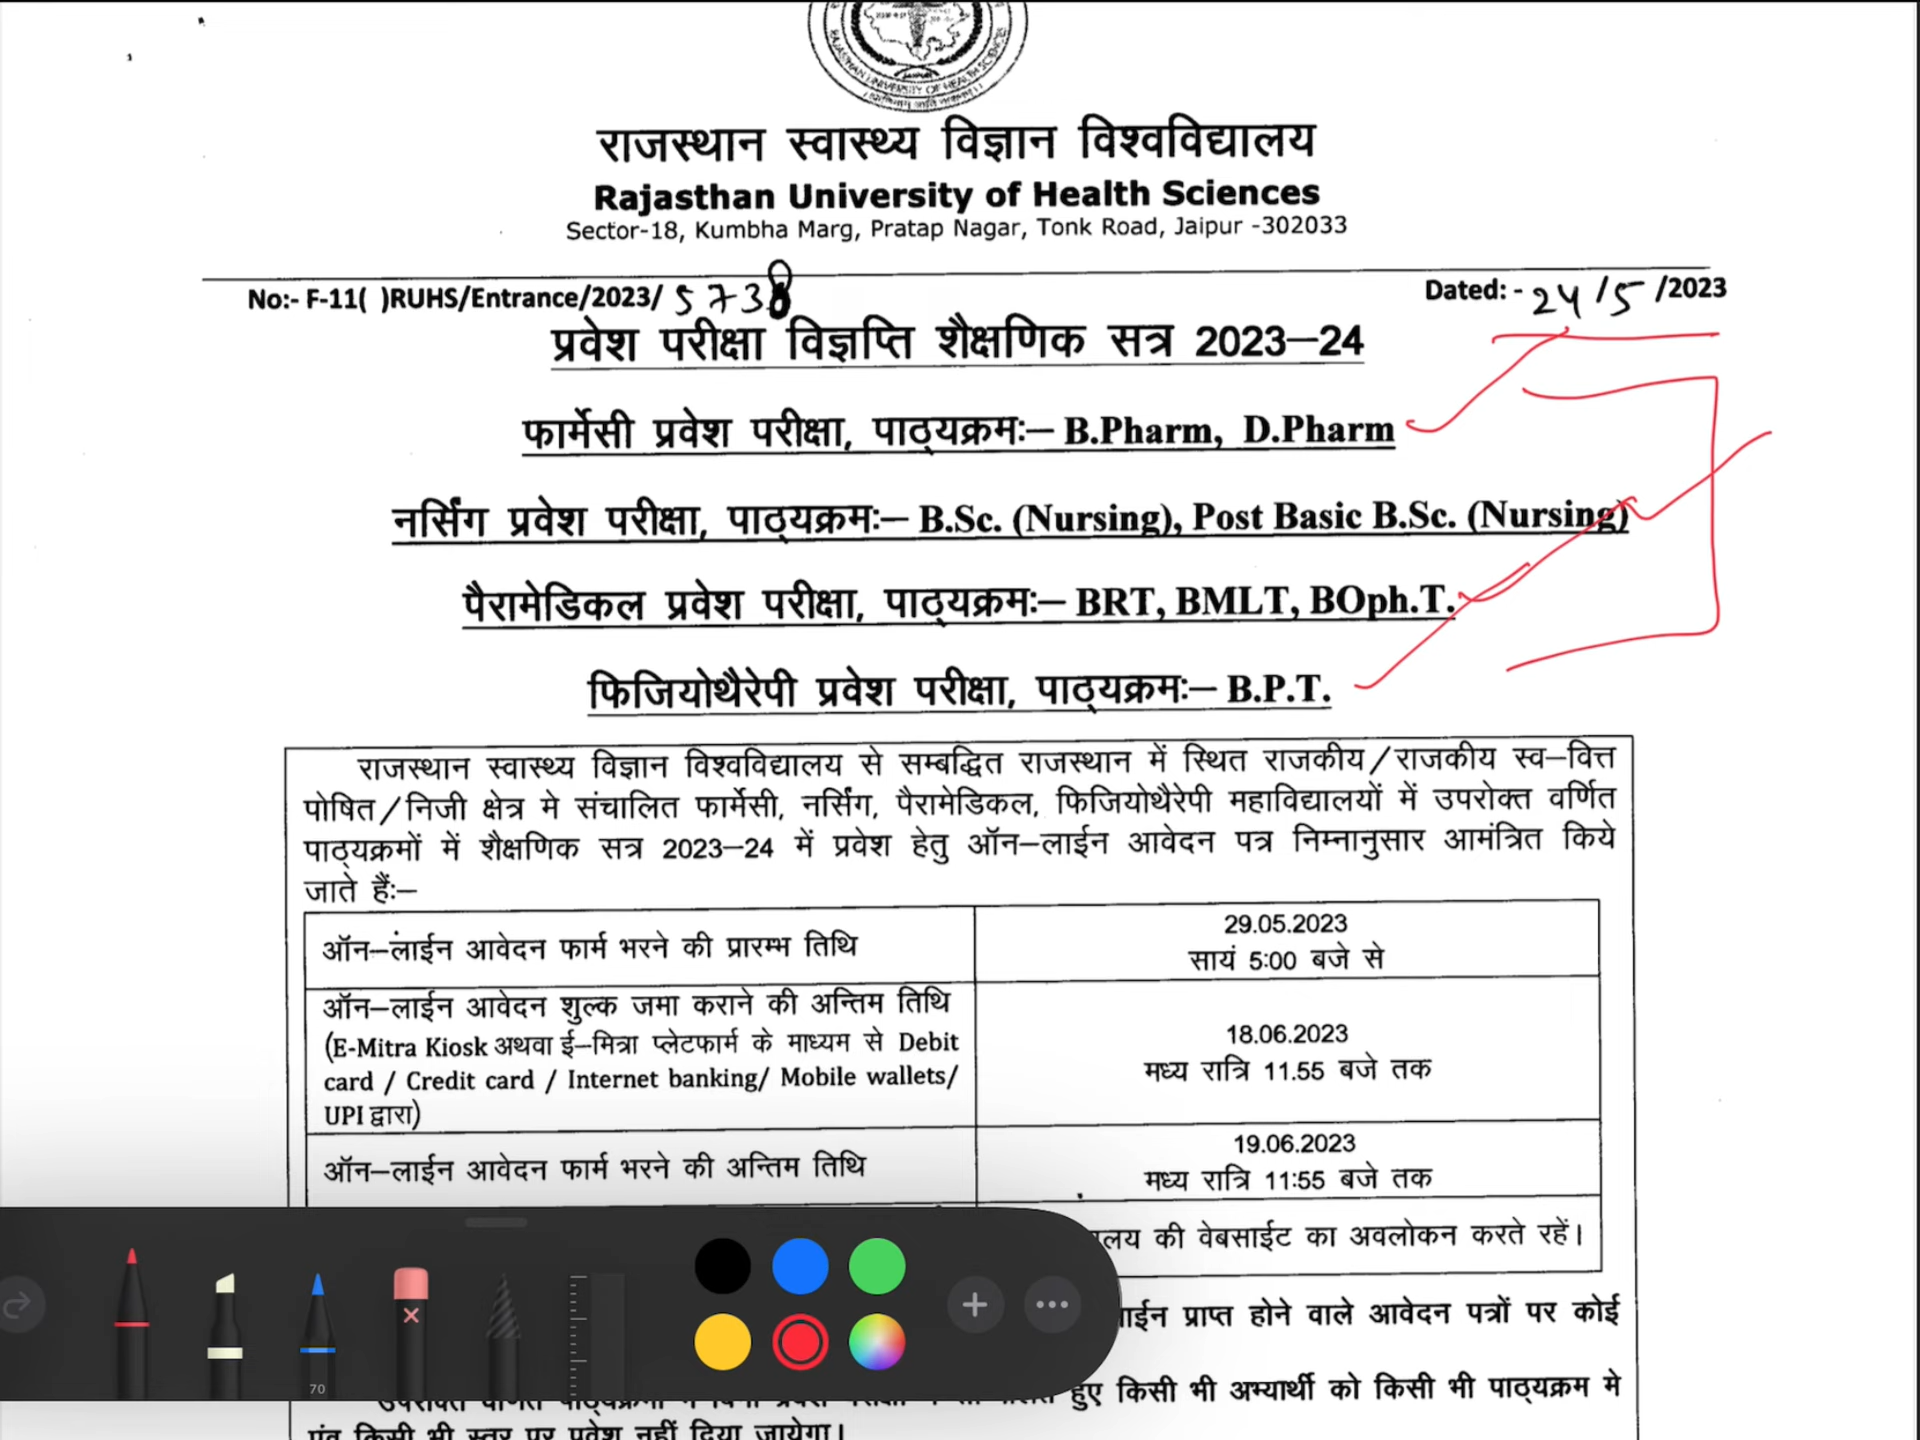 RAJASTHAN UNIVERSITY OF HEALTH SCIENCES
राजस्थान स्वास्थ्य विज्ञान विश्वविद्यालय
Rajasthan University of Health Sciences
Sector-18, Kumbha Marg, Pratap Nagar, Tonk Road, Jaipur -302033
No:- F-11( )RUHS/Entrance/2023/ 5738 Dated: - 24/5 /2023
प्रवेश परीक्षा विज्ञप्ति शैक्षणिक सत्र 2023–24
फार्मेसी प्रवेश परीक्षा, पाठ्यक्रमः– B.Pharm, D.Pharm
नर्सिंग प्रवेश परीक्षा, पाठ्यक्रमः– B.Sc. (Nursing), Post Basic B.Sc. (Nursing)
पैरामेडिकल प्रवेश परीक्षा, पाठ्यक्रमः– BRT, BMLT, BOph.T.
फिजियोथैरेपी प्रवेश परीक्षा, पाठ्यक्रमः– B.P.T.
राजस्थान स्वास्थ्य विज्ञान विश्वविद्यालय से सम्बद्धित राजस्थान में स्थित राजकीय/राजकीय स्व–वित्त
पोषित/निजी क्षेत्र मे संचालित फार्मेसी, नर्सिंग, पैरामेडिकल, फिजियोथैरेपी महाविद्यालयों में उपरोक्त वर्णित
पाठ्यक्रमों में शैक्षणिक सत्र 2023–24 में प्रवेश हेतु ऑन–लाईन आवेदन पत्र निम्नानुसार आमंत्रित किये
जाते हैंः–
ऑन–लाईन आवेदन फार्म भरने की प्रारम्भ तिथि
29.05.2023
सायं 5:00 बजे से
ऑन–लाईन आवेदन शुल्क जमा कराने की अन्तिम तिथि
(E-Mitra Kiosk अथवा ई–मित्रा प्लेटफार्म के माध्यम से Debit
card / Credit card / Internet banking/ Mobile wallets/
UPI द्वारा)
18.06.2023
मध्य रात्रि 11.55 बजे तक
ऑन–लाईन आवेदन फार्म भरने की अन्तिम तिथि
19.06.2023
मध्य रात्रि 11:55 बजे तक
की वेबसाईट का अवलोकन करते रहें।
प्राप्त होने वाले आवेदन पत्रों पर कोई
हुए किसी भी अभ्यार्थी को किसी भी पाठ्यक्रम मे
एंव किसी भी स्तर पर प्रवेश नहीं दिया जायेगा।
70